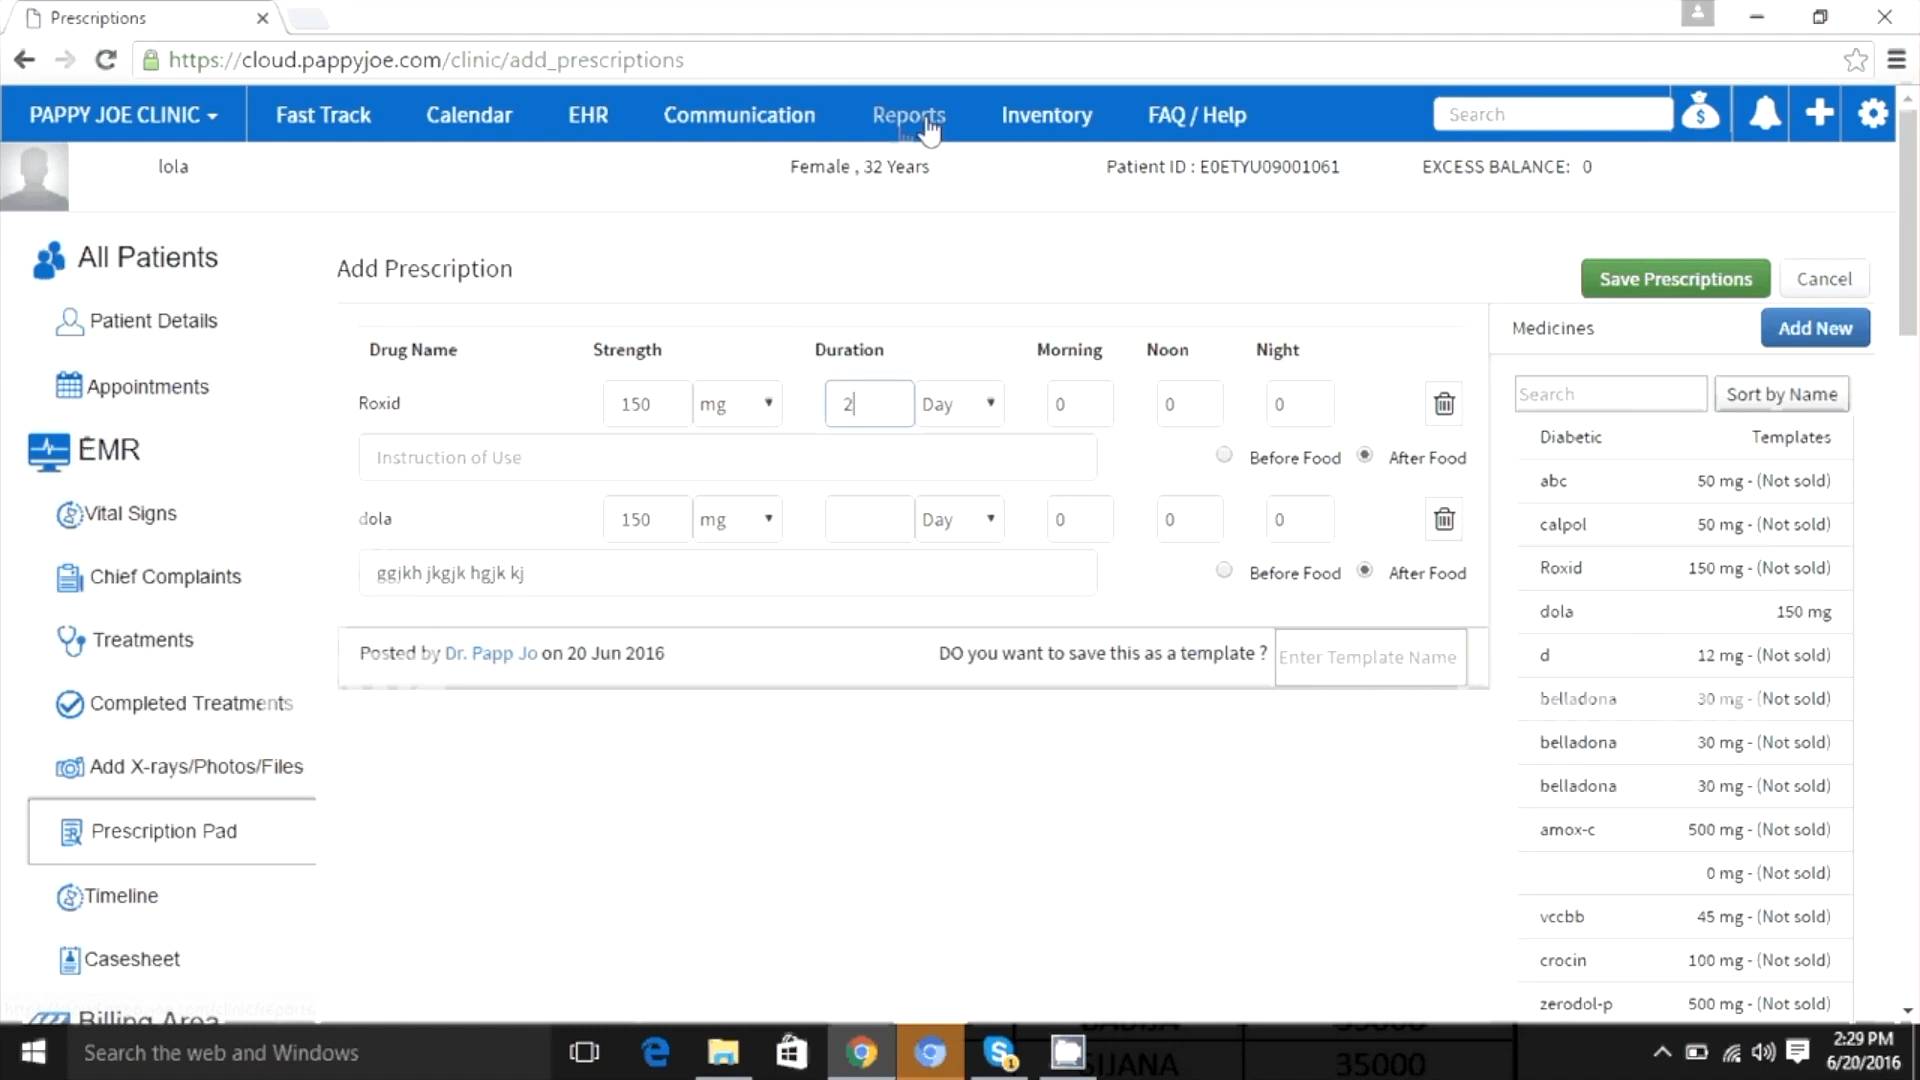 Prescriptions
https://cloud.pappyjoe.com/clinic/add_prescriptions
PAPPY JOE CLINIC Fast Track Calendar EHR Communication Reports Inventory FAQ / Help Search
lola Female , 32 Years Patient ID : E0ETYU09001061 EXCESS BALANCE: 0
All Patients
Patient Details
Appointments
EMR
Vital Signs
Chief Complaints
Treatments
Completed Treatments
Add X-rays/Photos/Files
Prescription Pad
Timeline
Casesheet
Billing Area
Add Prescription
Save Prescriptions Cancel
Drug Name Strength Duration Morning Noon Night
Roxid 150 mg 2 Day 0 0 0
Instruction of Use Before Food After Food
dola 150 mg Day 0 0 0
ggjkh jkgjk hgjk kj Before Food After Food
Posted by Dr. Papp Jo on 20 Jun 2016 DO you want to save this as a template ? Enter Template Name
Medicines Add New
Search Sort by Name
Diabetic Templates
abc 50 mg - (Not sold)
calpol 50 mg - (Not sold)
Roxid 150 mg - (Not sold)
dola 150 mg
d 12 mg - (Not sold)
belladona 30 mg - (Not sold)
belladona 30 mg - (Not sold)
belladona 30 mg - (Not sold)
amox-c 500 mg - (Not sold)
0 mg - (Not sold)
vccbb 45 mg - (Not sold)
crocin 100 mg - (Not sold)
zerodol-p 500 mg - (Not sold)
Search the web and Windows
1
SIJANA 35000
2:29 PM
6/20/2016